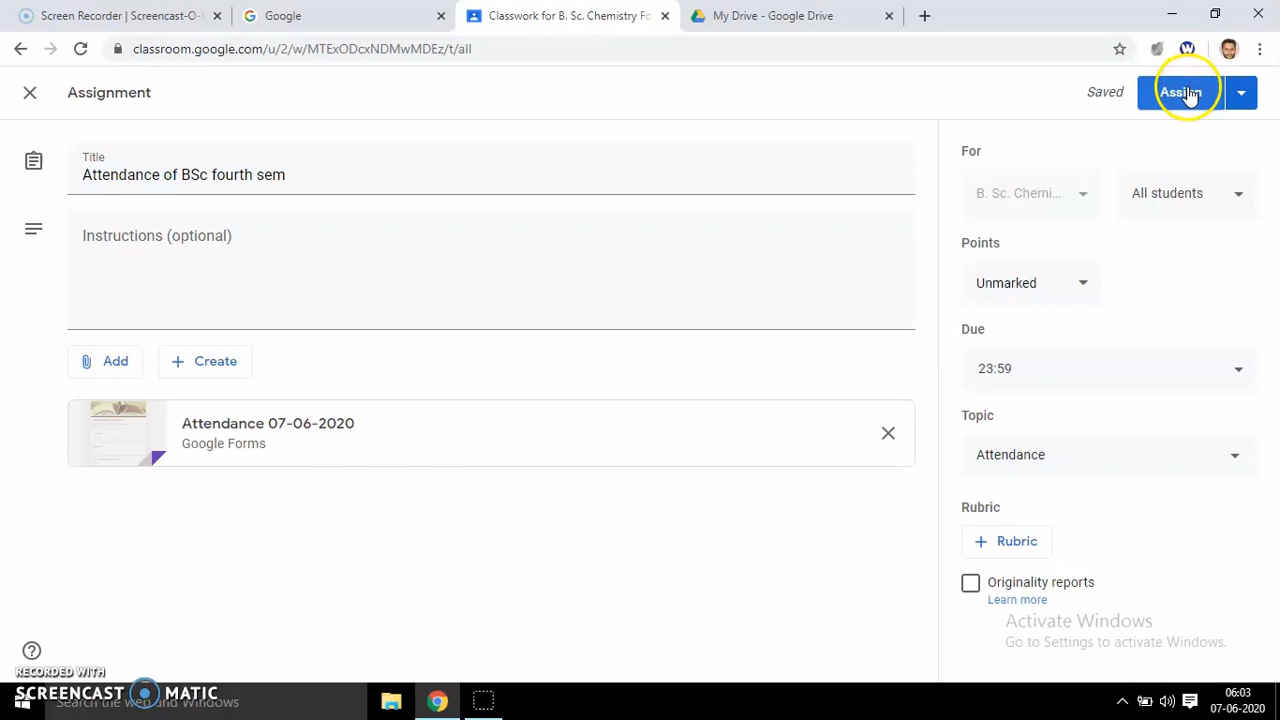 Screen Recorder | Screencast-O-
Google
Classwork for B. Sc. Chemistry Fo
My Drive - Google Drive
classroom.google.com/u/2/w/MTExODcxNDMwMDEz/t/all
Assignment
Saved
Assign
Title
Attendance of BSc fourth sem
Instructions (optional)
Add
Create
Attendance 07-06-2020
Google Forms
For
B. Sc. Chemi...
All students
Points
Unmarked
Due
23:59
Topic
Attendance
Rubric
Rubric
Originality reports
Learn more
Activate Windows
Go to Settings to activate Windows.
RECORDED WITH
SCREENCAST MATIC
Search the web and Windows
06:03
07-06-2020